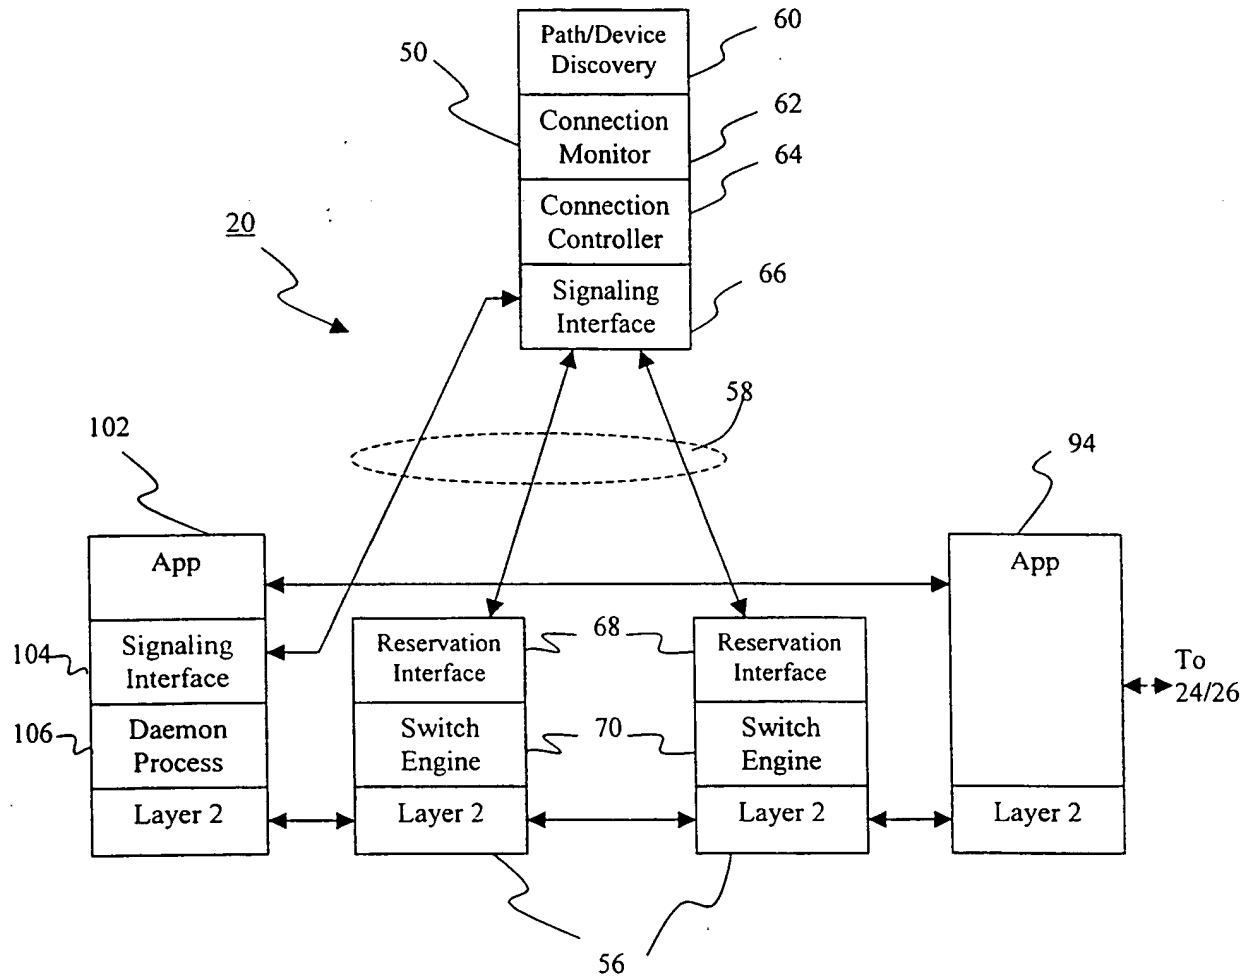 Path/Device
Discovery
60
50
Connection
Monitor
62
64
Connection
Controller
20
Signaling
Interface
66
58
102
94
App
App
104
Signaling
Interface
Reservation
Interface
68
Reservation
Interface
To
24/26
106
Daemon
Process
Switch
Engine
70
Switch
Engine
Layer 2
Layer 2
Layer 2
Layer 2
56